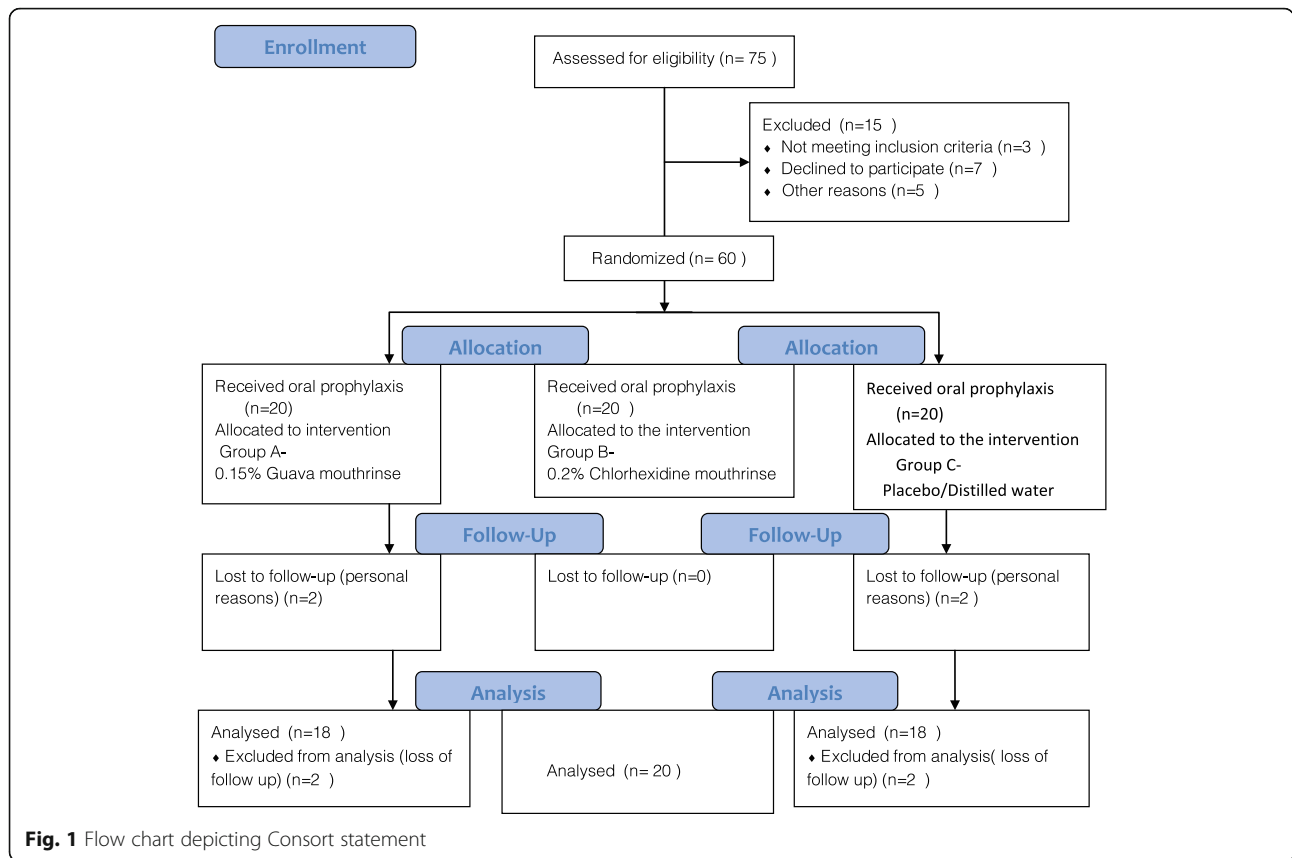 Enrollment
Assessed for eligibility (n= 75 )
Excluded (n=15 )
♦ Not meeting inclusion criteria (n=3 )
♦ Declined to participate (n=7 )
♦ Other reasons (n=5 )
Randomized (n= 60 )
Allocation
Allocation
Received oral prophylaxis
(n=20)
Allocated to intervention
Group A-
0.15% Guava mouthrinse
Received oral prophylaxis
(n=20 )
Allocated to the intervention
Group B-
0.2% Chlorhexidine mouthrinse
Received oral prophylaxis
(n=20)
Allocated to the intervention
Group C-
Placebo/Distilled water
Follow-Up
Follow-Up
Lost to follow-up (personal
reasons) (n=2)
Lost to follow-up (n=0)
Lost to follow-up (personal
reasons) (n=2 )
Analysis
Analysis
Analysed (n=18 )
♦ Excluded from analysis (loss of
follow up) (n=2 )
Analysed (n= 20 )
Analysed (n=18 )
♦ Excluded from analysis( loss of
follow up) (n=2 )
Fig. 1 Flow chart depicting Consort statement